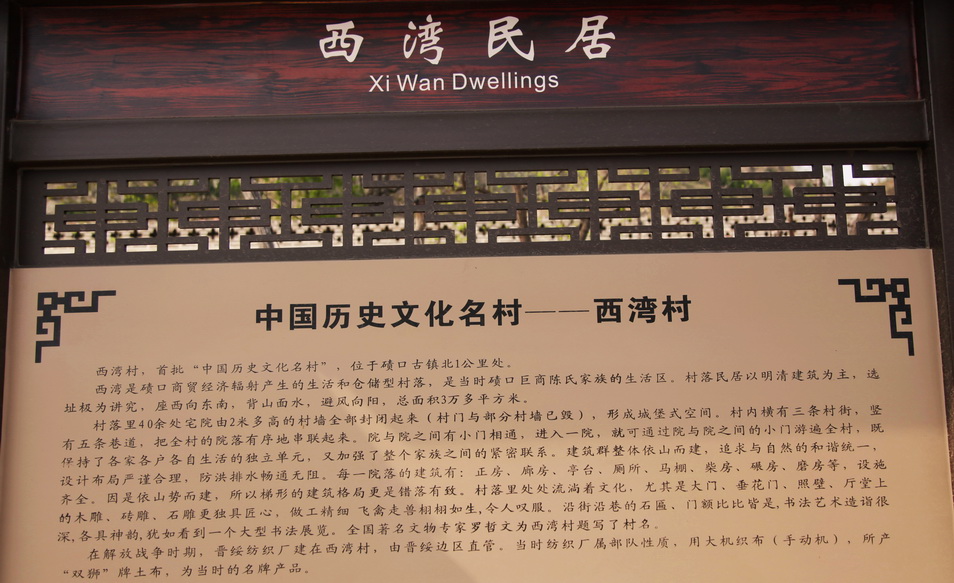 西湾民居
Xi Wan Dwellings
中国历史文化名村——西湾村
西湾村，首批“中国历史文化名村”，位于碛口古镇北1公里处。
西湾是碛口商贸经济辐射产生的生活和仓储型村落，是当时碛口巨商陈氏家族的生活区。村落民居以明清建筑为主，选
址极为讲究，座西向东南，背山面水，避风向阳，总面积3万多平方米。
村落里40余处宅院由2米多高的村墙全部封闭起来（村门与部分村墙已毁），形成城堡式空间。村内横有三条村街，竖
有五条巷道，把全村的院落有序地串联起来。院与院之间有小门相通，进入一院，就可通过院与院之间的小门游遍全村，既
保持了各家各户各自生活的独立单元，又加强了整个家族之间的紧密联系。建筑群整体依山而建，追求与自然的和谐统一，
设计布局严谨合理，防洪排水畅通无阻。每一院落的建筑有：正房、廊房、亭台、厕所、马棚、柴房、碾房、磨房等，设施
齐全。因是依山势而建，所以梯形的建筑格局更是错落有致。村落里处处流淌着文化，尤其是大门、垂花门、照壁、厅堂上
的木雕、砖雕、石雕更独具匠心，做工精细 飞禽走兽栩栩如生,令人叹服。沿街沿巷的石匾、门额比比皆是,书法艺术造诣很
深,各具神韵,犹如看到一个大型书法展览。全国著名文物专家罗哲文为西湾村题写了村名。
在解放战争时期，晋绥纺织厂建在西湾村，由晋绥边区直管。当时纺织厂属部队性质，用大机织布（手动机），所产
“双狮”牌土布，为当时的名牌产品。